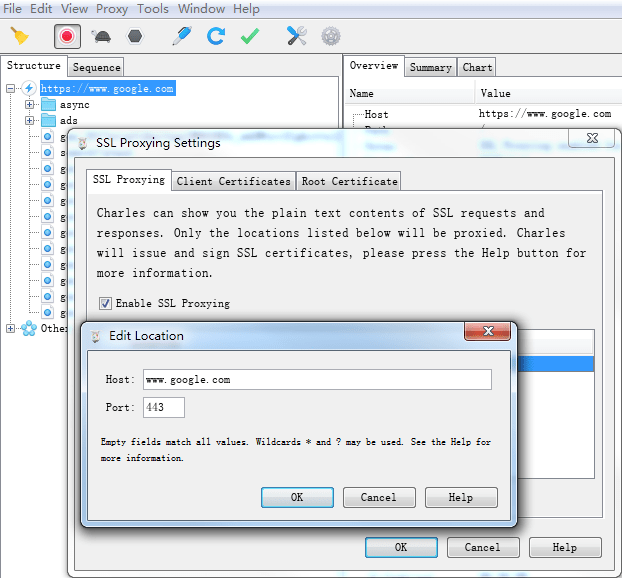 File Edit View Proxy Tools Window Help
Structure Sequence
Overview Summary Chart
https://www.google.com
Name Value
async
Host https://www.google.com
ads
SSL Proxying Settings
SSL Proxying Client Certificates Root Certificate
Charles can show you the plain text contents of SSL requests and
responses. Only the locations listed below will be proxied. Charles
will issue and sign SSL certificates, please press the Help button for
more information.
Enable SSL Proxying
Other
Edit Location
Host: www.google.com
Port: 443
Empty fields match all values. Wildcards * and ? may be used. See the Help for
more information.
OK Cancel Help
OK Cancel Help